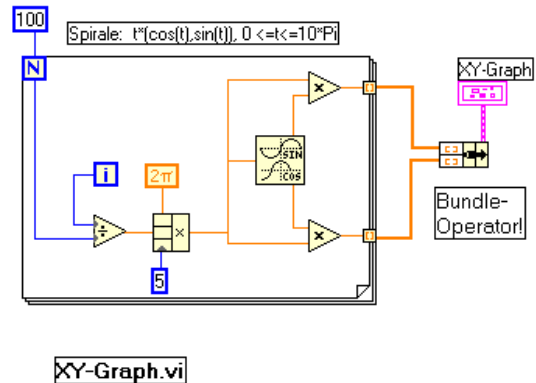 100
Spirale: t*(cos(t),sin(t)), 0 <=t<=10*Pi
N
XY-Graph
×
SIN
COS
i
2π
÷
×
×
5
Bundle-
Operator!
XY-Graph.vi